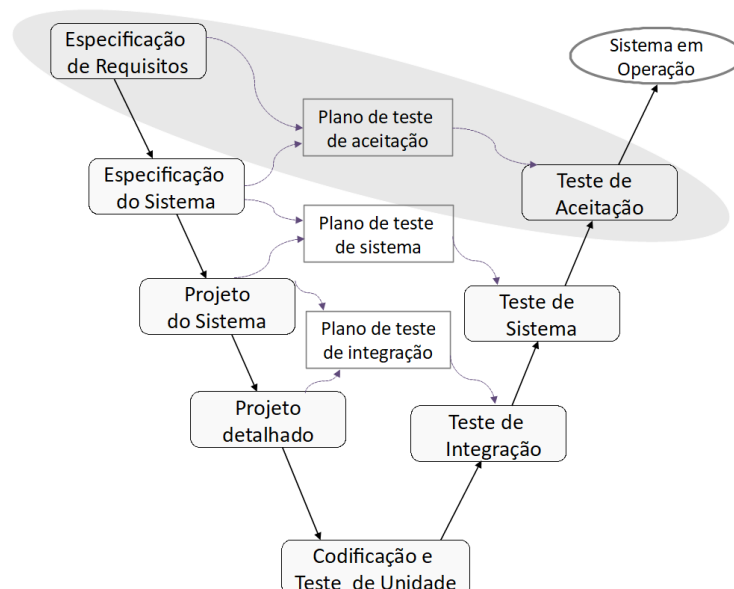 Especificação
de Requisitos
Sistema em
Operação
Plano de teste
de aceitação
Especificação
do Sistema
Teste de
Aceitação
Plano de teste
de sistema
Projeto
do Sistema
Teste de
Sistema
Plano de teste
de integração
Projeto
detalhado
Teste de
Integração
Codificação e
Teste de Unidade